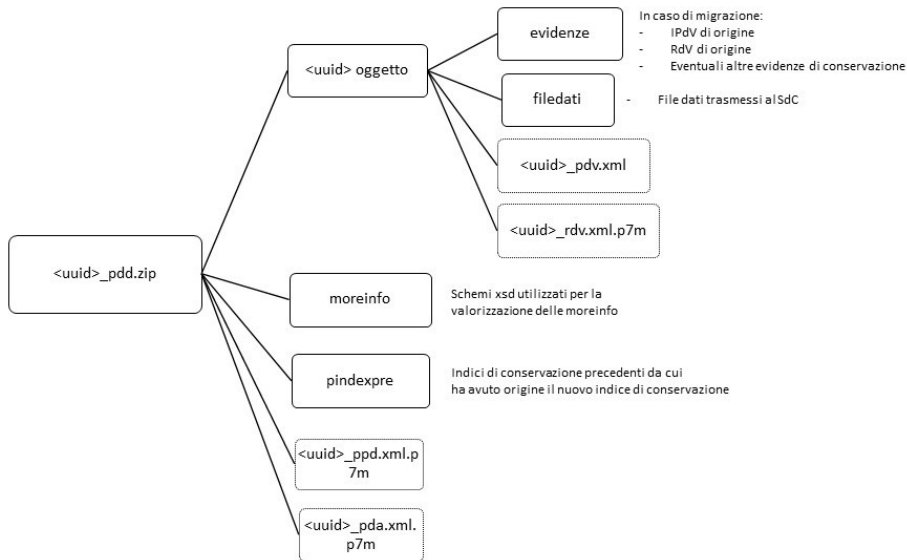 <uuid>_pdd.zip
<uuid> oggetto
evidenze
In caso di migrazione:
- IPdV di origine
- RdV di origine
- Eventuali altre evidenze di conservazione
filedati
- File dati trasmessi al SdC
<uuid>_pdv.xml
<uuid>_rdv.xml.p7m
moreinfo
Schemi xsd utilizzati per la
valorizzazione delle moreinfo
pindexpre
Indici di conservazione precedenti da cui
ha avuto origine il nuovo indice di conservazione
<uuid>_ppd.xml.p
7m
<uuid>_pda.xml.
p7m